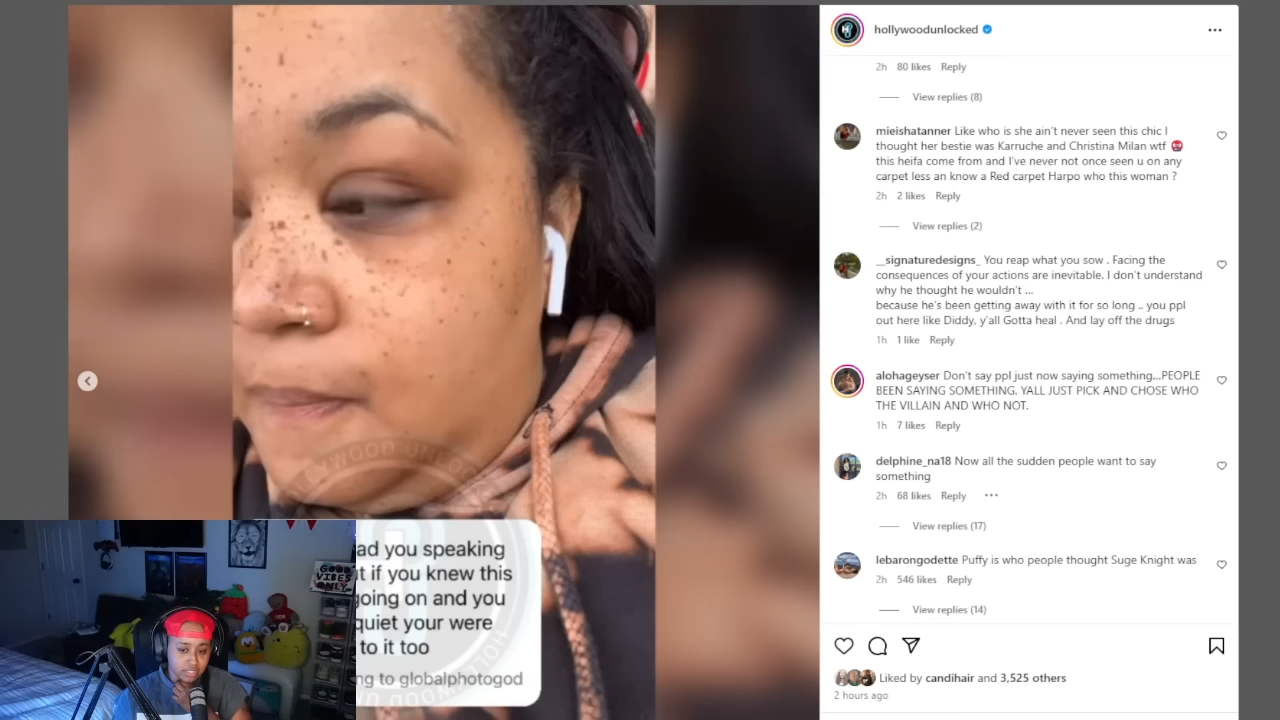 hollywoodunlocked
2h 80 likes Reply
View replies (8)
mieishatanner Like who is she ain't never seen this chic I
thought her bestie was Karruche and Christina Milan wtf
this heifa come from and I've never not once seen u on any
carpet less an know a Red carpet Harpo who this woman ?
2h 2 likes Reply
View replies (2)
__signaturedesigns_ You reap what you sow . Facing the
consequences of your actions are inevitable. I don't understand
why he thought he wouldn't ...
because he's been getting away with it for so long .. you ppl
out here like Diddy, y'all Gotta heal . And lay off the drugs
1h 1 like Reply
alohageyser Don't say ppl just now saying something...PEOPLE
BEEN SAYING SOMETHING. YALL JUST PICK AND CHOSE WHO
THE VILLAIN AND WHO NOT.
1h 7 likes Reply
delphine_na18 Now all the sudden people want to say
something
2h 68 likes Reply
View replies (17)
lebarongodette Puffy is who people thought Suge Knight was
2h 546 likes Reply
View replies (14)
Liked by candihair and 3,525 others
2 hours ago
HOLLYWOOD UNLOCKED
ad you speaking
t if you knew this
going on and you
quiet your were
to it too
ng to globalphotogod
GOOD
VIBES
ONLY